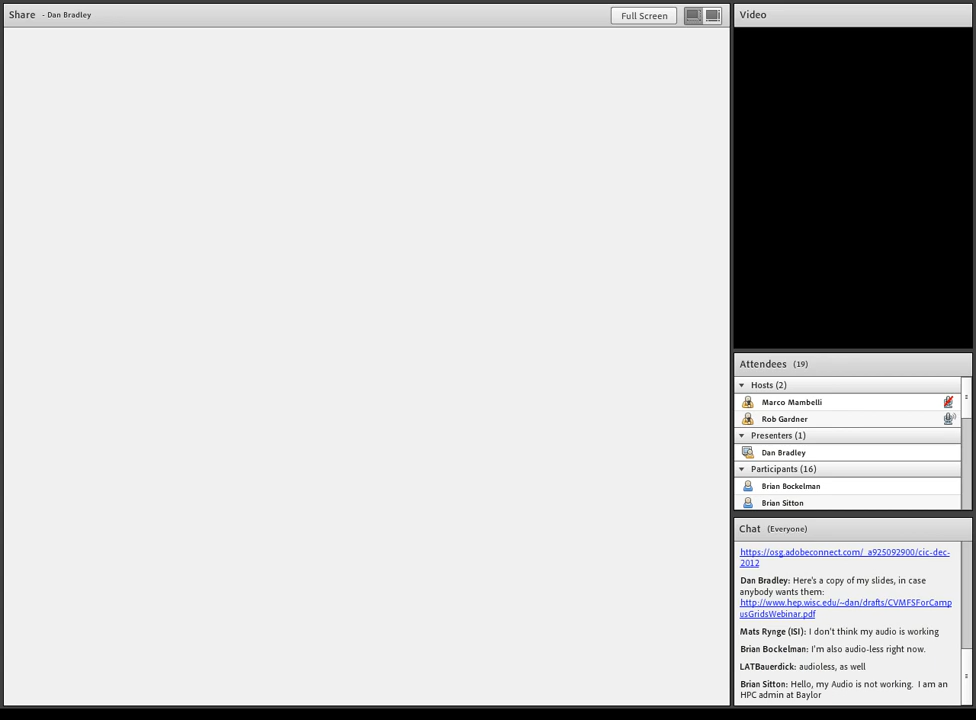 Share - Dan Bradley
Full Screen
Video
Attendees (19)
Hosts (2)
Marco Mambelli
Rob Gardner
Presenters (1)
Dan Bradley
Participants (16)
Brian Bockelman
Brian Sitton
Chat (Everyone)
https://osg.adobeconnect.com/_a925092900/cic-dec-
2012
Dan Bradley: Here's a copy of my slides, in case
anybody wants them:
http://www.hep.wisc.edu/~dan/drafts/CVMFSForCamp
usGridsWebinar.pdf
Mats Rynge (ISI): I don't think my audio is working
Brian Bockelman: I'm also audio-less right now.
LATBauerdick: audioless, as well
Brian Sitton: Hello, my Audio is not working. I am an
HPC admin at Baylor